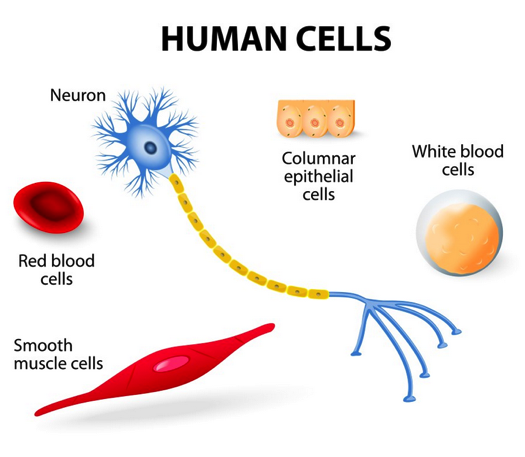 HUMAN CELLS
Neuron
Columnar
epithelial
cells
White blood
cells
Red blood
cells
Smooth
muscle cells